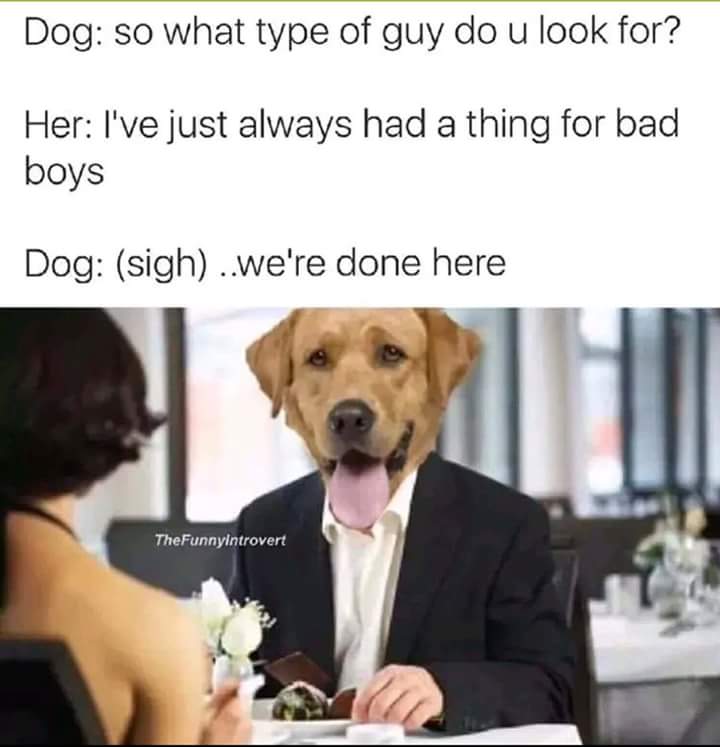 Dog: so what type of guy do u look for?
Her: I've just always had a thing for bad
boys
Dog: (sigh) ..we're done here
TheFunnyIntrovert